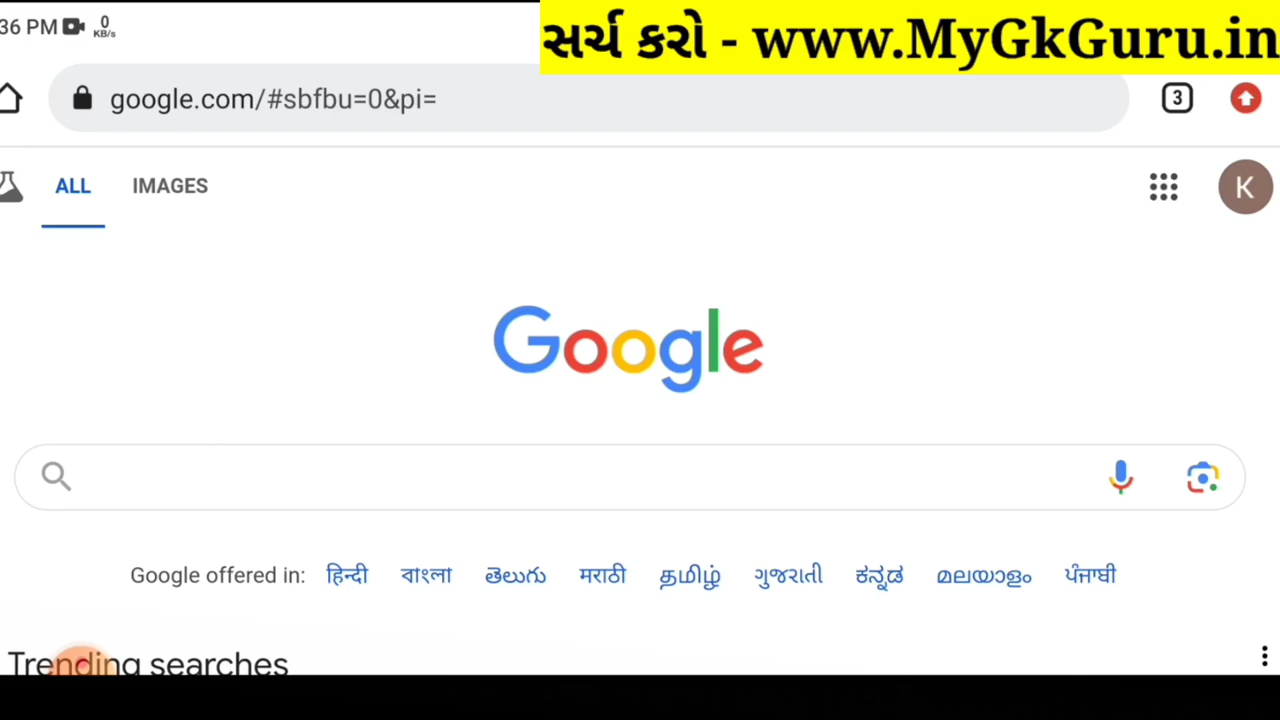 36 PM 0 KB/s
સર્ચ કરો - www.MyGkGuru.in
google.com/#sbfbu=0&pi=
3
ALL IMAGES
K
Google
Google offered in: हिन्दी বাংলা తెలుగు मराठी தமிழ் ગુજરાતી ಕನ್ನಡ മലയാളം ਪੰਜਾਬੀ
Trending searches